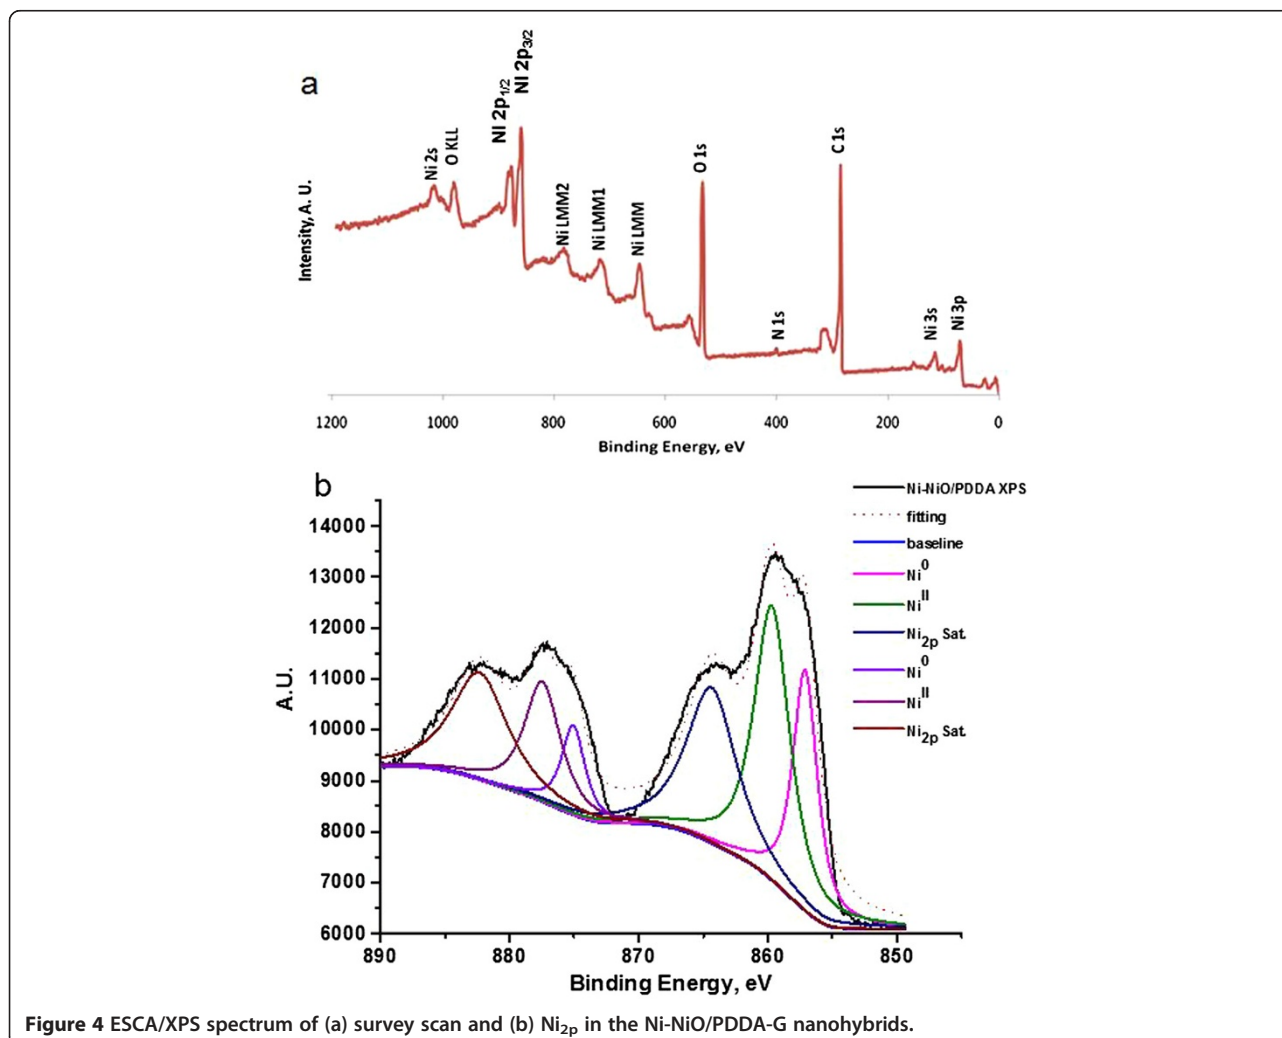 a
Ni 2s
O KLL
NI 2p1/2
NI 2p3/2
Ni LMM2
Ni LMM1
Ni LMM
O 1s
N 1s
C 1s
Ni 3s
Ni 3p
Intensity, A. U.
1200 1000 800 600 400 200 0
Binding Energy, eV
b
Ni-NiO/PDDA XPS
fitting
baseline
Ni0
NiII
Ni2p Sat.
Ni0
NiII
Ni2p Sat.
14000
13000
12000
11000
10000
9000
8000
7000
6000
A.U.
890 880 870 860 850
Binding Energy, eV
Figure 4 ESCA/XPS spectrum of (a) survey scan and (b) Ni2p in the Ni-NiO/PDDA-G nanohybrids.